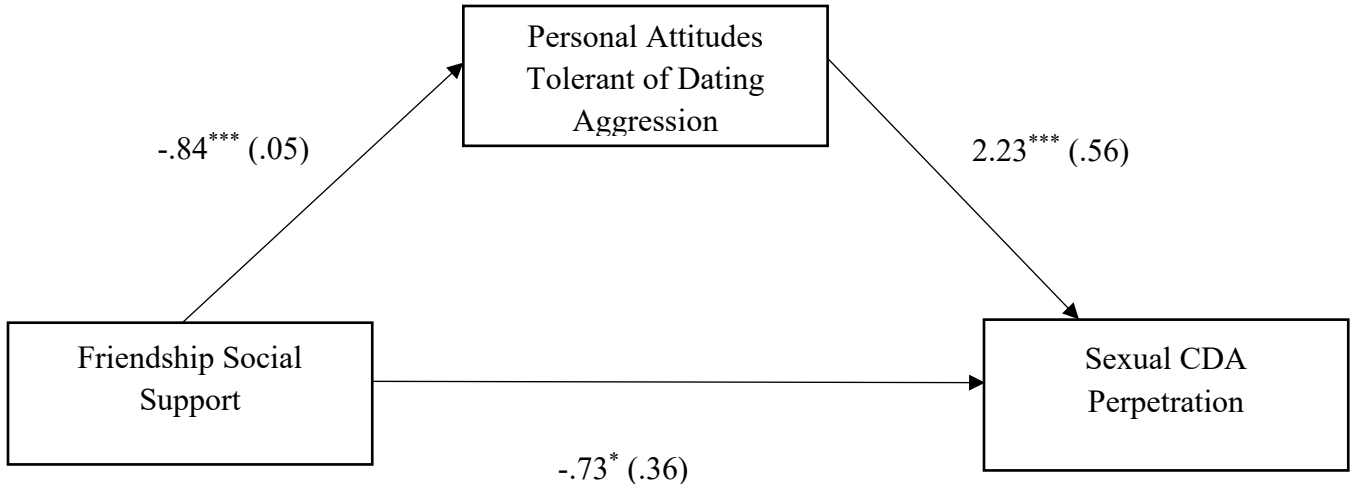 Personal Attitudes
Tolerant of Dating
Aggression
-.84*** (.05)
2.23*** (.56)
Friendship Social
Support
Sexual CDA
Perpetration
-.73* (.36)